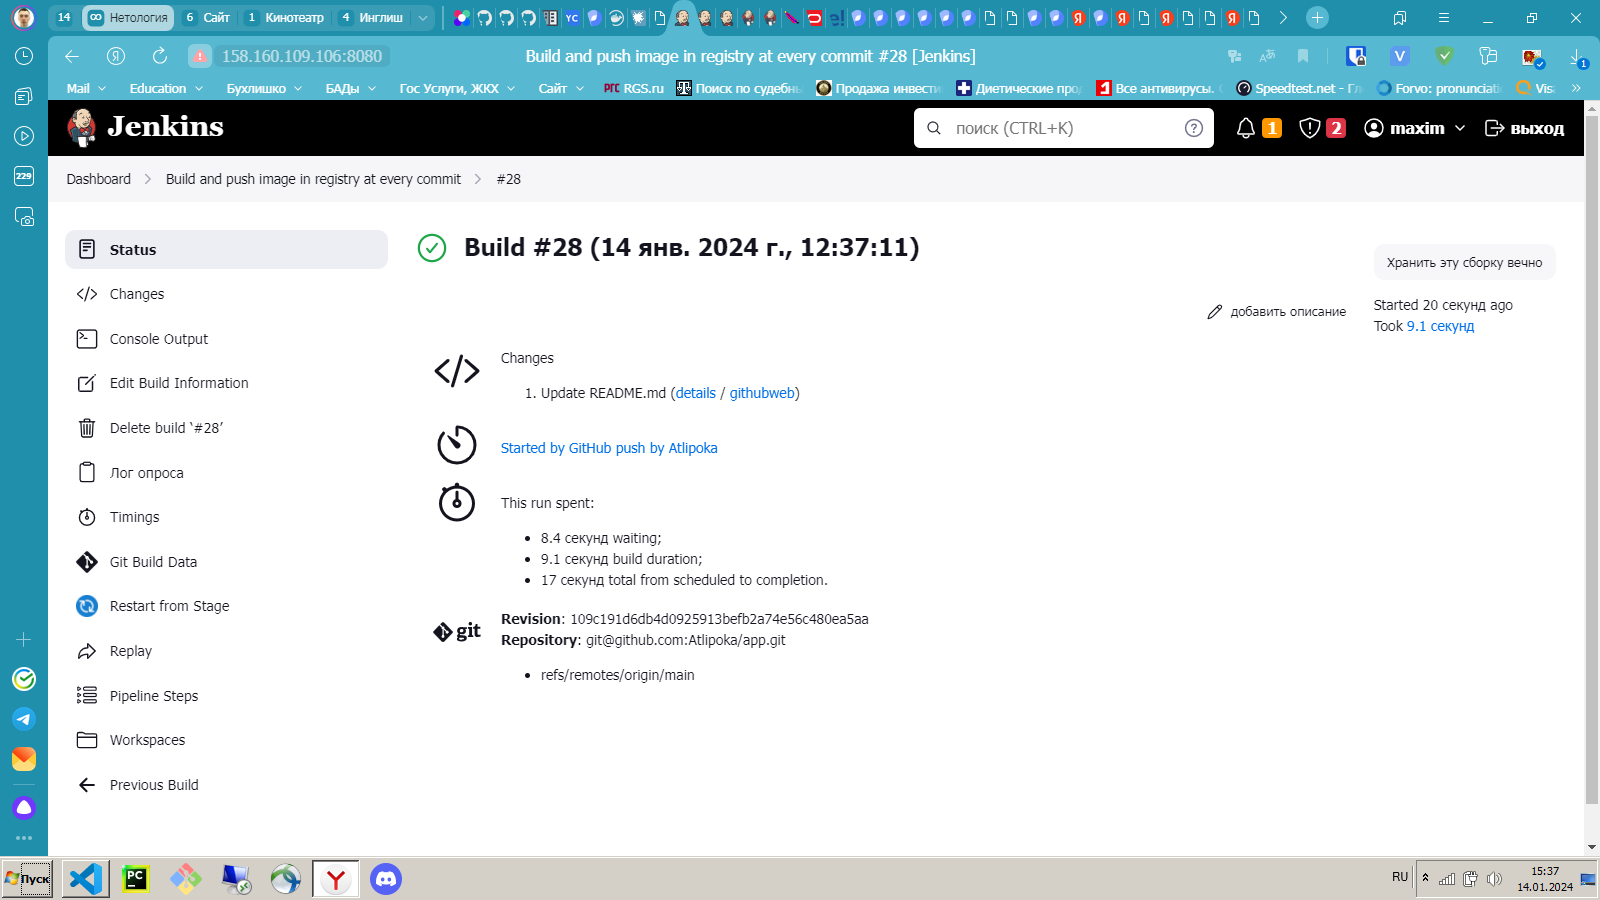 14 Нетология 6 Сайт 1 Кинотеатр 4 Инглиш
158.160.109.106:8080 Build and push image in registry at every commit #28 [Jenkins]
Mail Education Бухлишко БАДы Гос Услуги, ЖКХ Сайт РГС RGS.ru Поиск по судебны Продажа инвести Диетические прод Все антивирусы. Speedtest.net - Гл Forvo: pronunciati Visa
Jenkins поиск (CTRL+K) 1 2 maxim выход
Dashboard Build and push image in registry at every commit #28
229
Status
Changes
Console Output
Edit Build Information
Delete build ‘#28’
Лог опроса
Timings
Git Build Data
Restart from Stage
Replay
Pipeline Steps
Workspaces
Previous Build
Build #28 (14 янв. 2024 г., 12:37:11)
Хранить эту сборку вечно
добавить описание
Started 20 секунд ago
Took 9.1 секунд
Changes
1. Update README.md (details / githubweb)
Started by GitHub push by Atlipoka
This run spent:
• 8.4 секунд waiting;
• 9.1 секунд build duration;
• 17 секунд total from scheduled to completion.
git
Revision: 109c191d6db4d0925913befb2a74e56c480ea5aa
Repository: git@github.com:Atlipoka/app.git
• refs/remotes/origin/main
Пуск
RU
15:37
14.01.2024